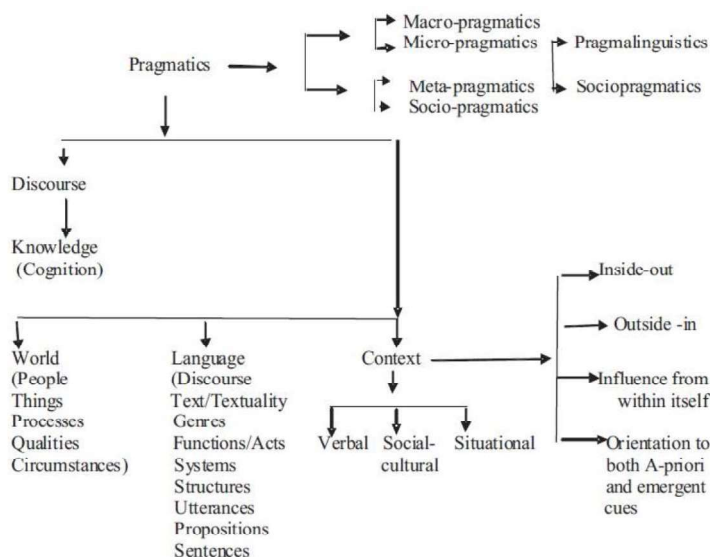 Macro-pragmatics
Micro-pragmatics
Pragmalinguistics
Pragmatics
Meta-pragmatics
Sociopragmatics
Socio-pragmatics
Discourse
Knowledge
(Cognition)
Inside-out
Outside -in
Influence from
within itself
Orientation to
both A-priori
and emergent
cues
World
(People
Things
Processes
Qualities
Circumstances)
Language
(Discourse
Text/Textuality
Genres
Functions/Acts
Systems
Structures
Utterances
Propositions
Sentences
Context
Verbal
Social-
cultural
Situational